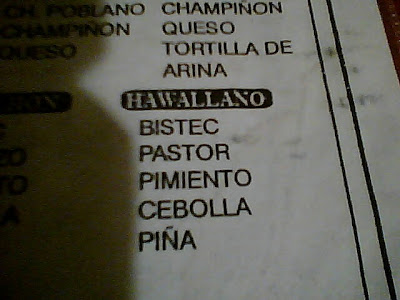 CH. POBLANO CHAMPIÑON
CHAMPIÑON QUESO
QUESO TORTILLA DE
ARINA
HAWALLANO
BISTEC
PASTOR
PIMIENTO
CEBOLLA
PIÑA